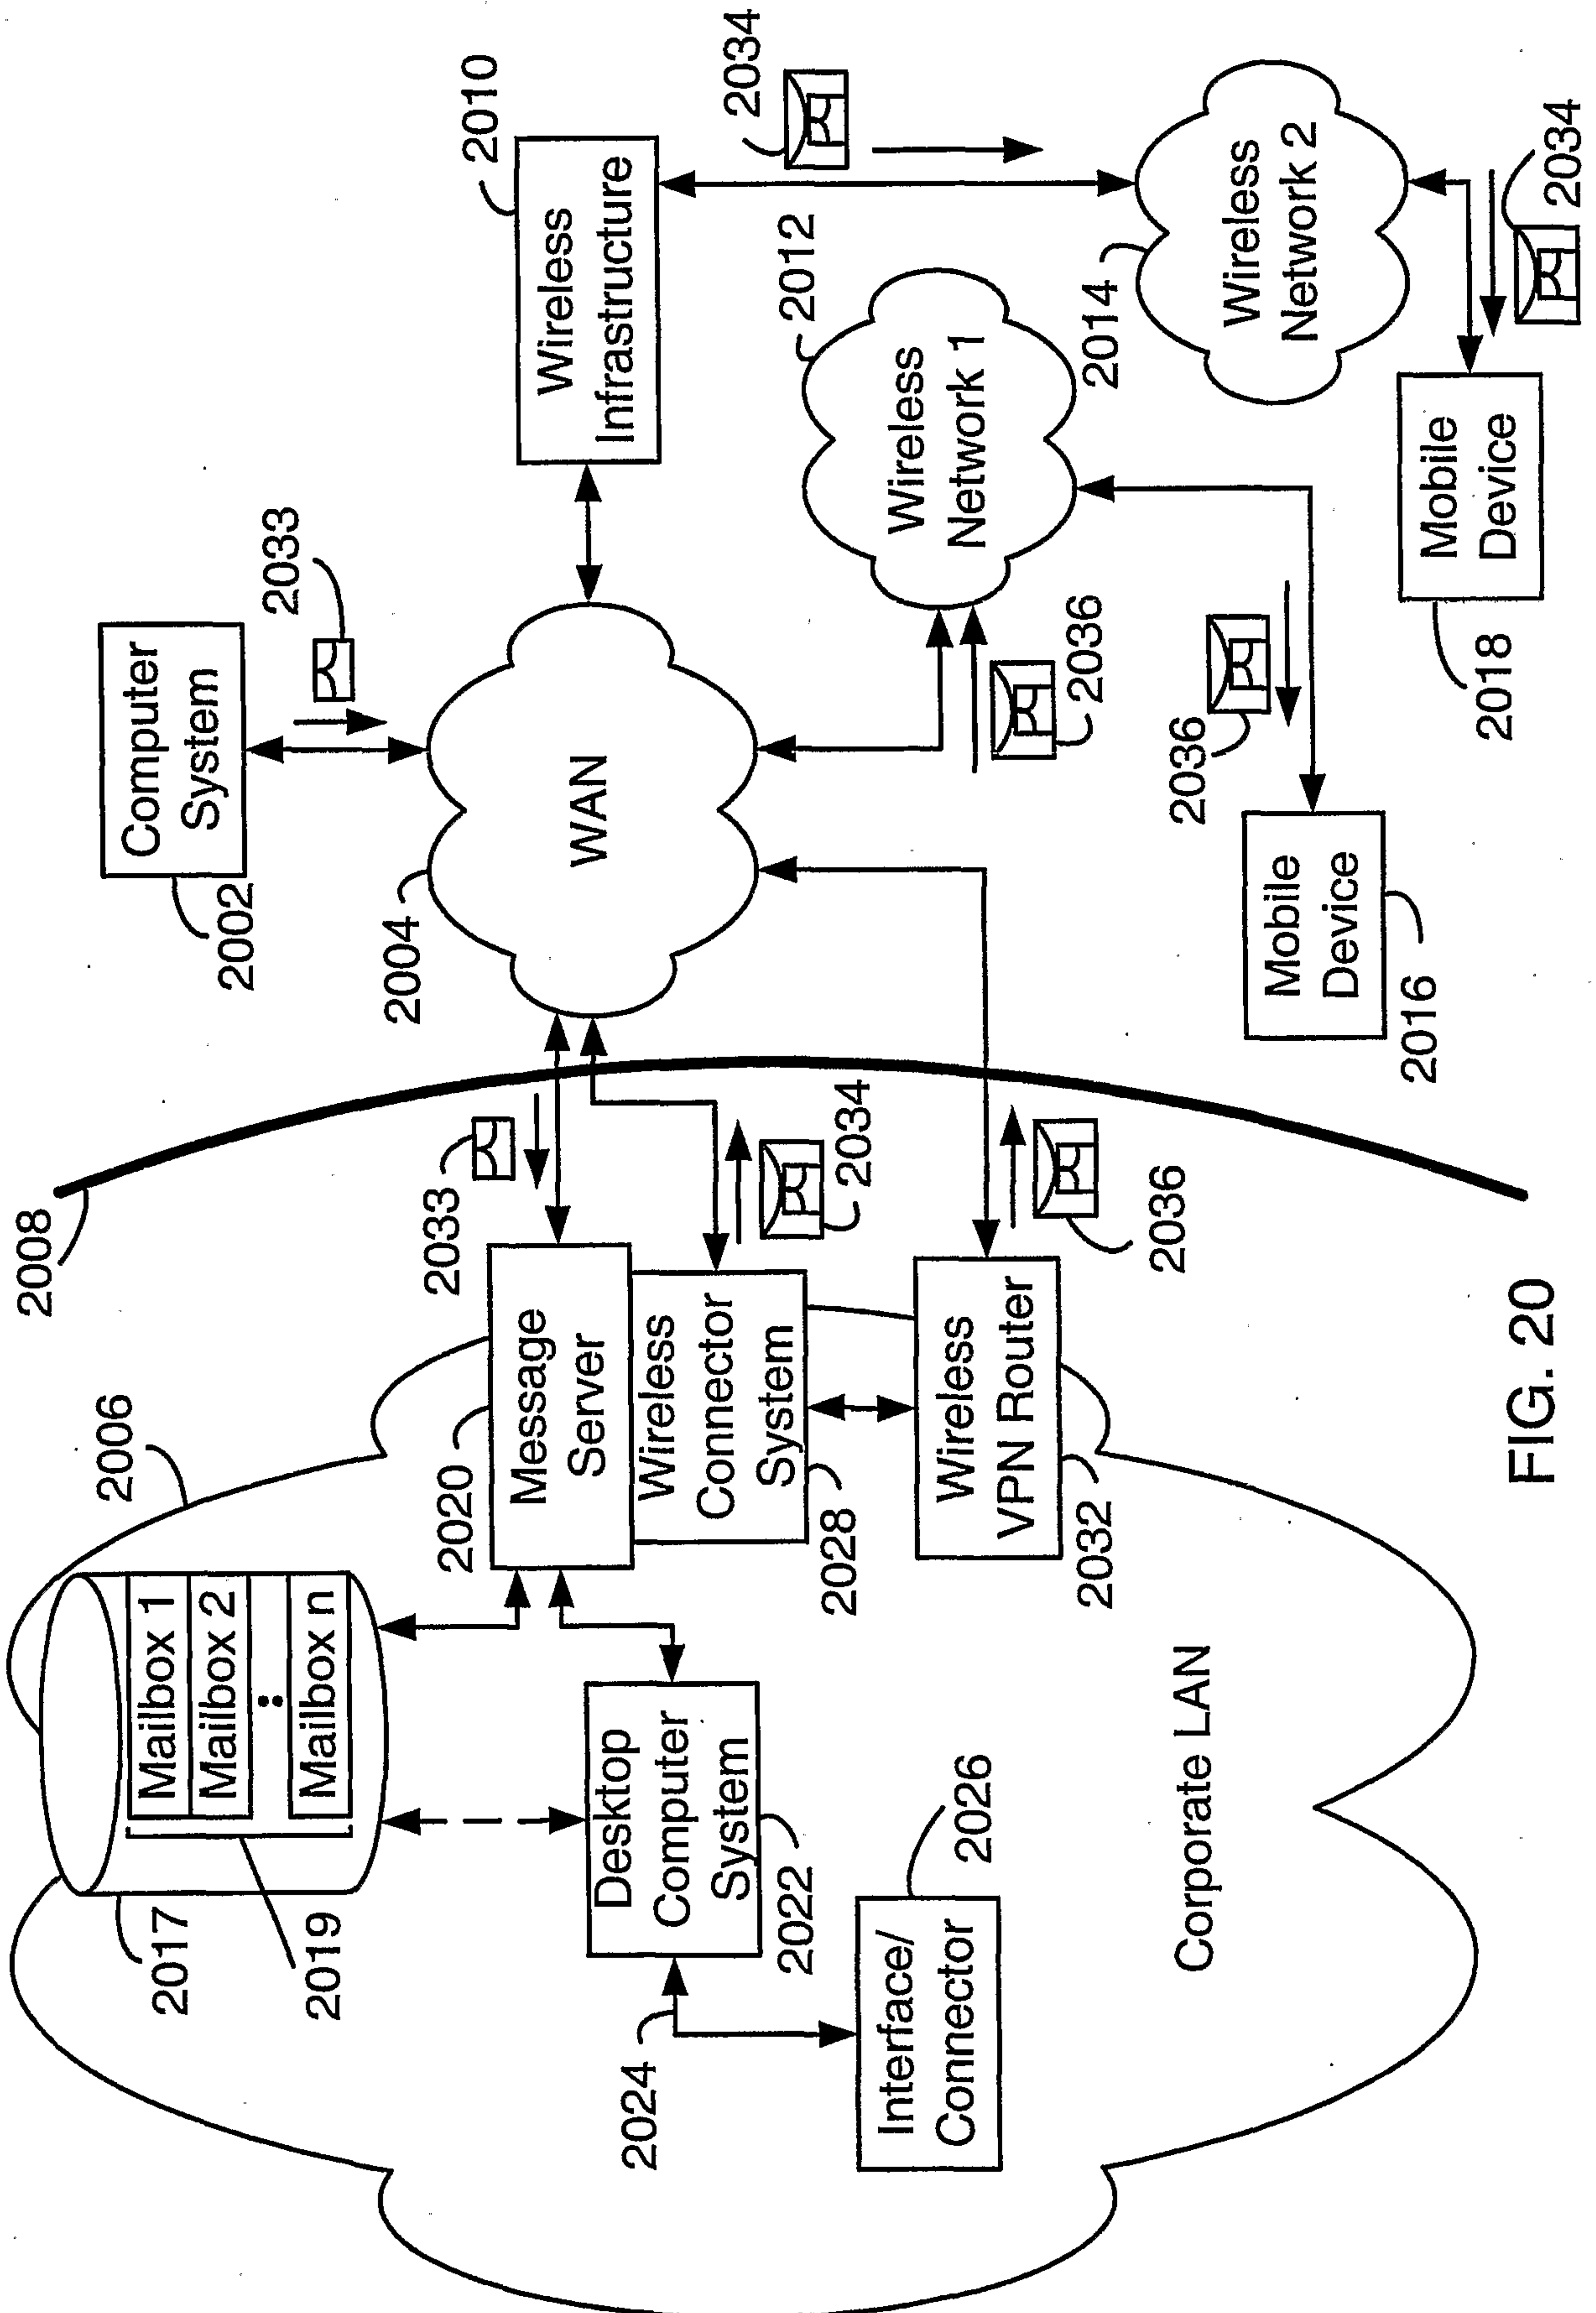 2008
2006
2017
2019
Mailbox 1
Mailbox 2
Mailbox n
2020
Message
Server
2033
2004
WAN
2002
Computer
System
2033
2010
Wireless
Infrastructure
2034
2024
Desktop
Computer
System
2022
Wireless
Connector
System
2028
2034
2012
Wireless
Network 1
2036
Interface/
Connector
2026
Wireless
VPN Router
2032
2036
2014
Wireless
Network 2
Corporate LAN
Mobile
Device
2016
2036
Mobile
Device
2018
2034
FIG. 20